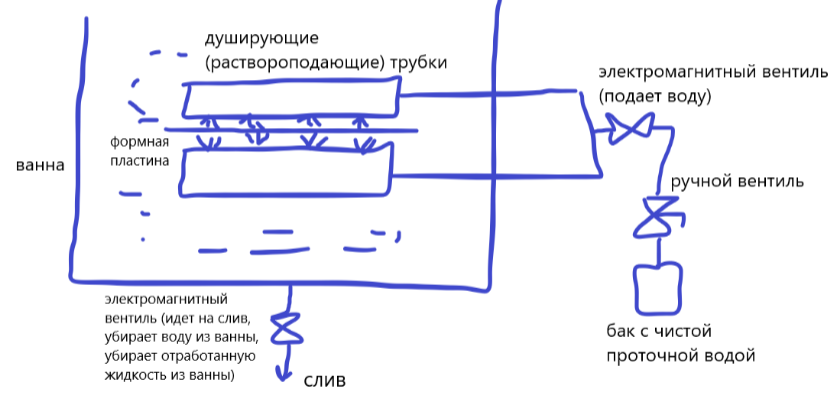 душирующие
(раствороподающие) трубки
электромагнитный вентиль
(подает воду)
формная
пластина
ванна
ручной вентиль
электромагнитный
вентиль (идет на слив,
убирает воду из ванны,
убирает отработанную
жидкость из ванны)
слив
бак с чистой
проточной водой